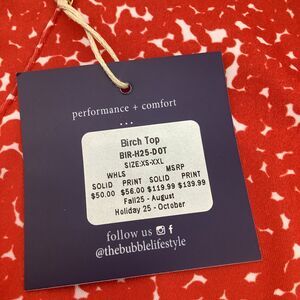 performance + comfort
...
Birch Top
BIR-H25-DOT
SIZE:XS-XXL
WHLS MSRP
SOLID PRINT SOLID PRINT
$50.00 $56.00 $119.99 $139.99
Fall25 - August
Holiday 25 - October
follow us
@thebubblelifestyle